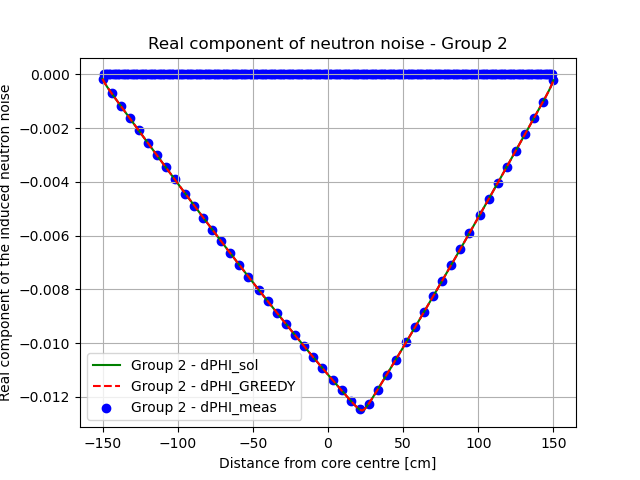 Real component of neutron noise - Group 2
Real component of the induced neutron noise
0.000
−0.002
−0.004
−0.006
−0.008
−0.010
−0.012
Group 2 - dPHI_sol
Group 2 - dPHI_GREEDY
Group 2 - dPHI_meas
−150
−100
−50
0
50
100
150
Distance from core centre [cm]